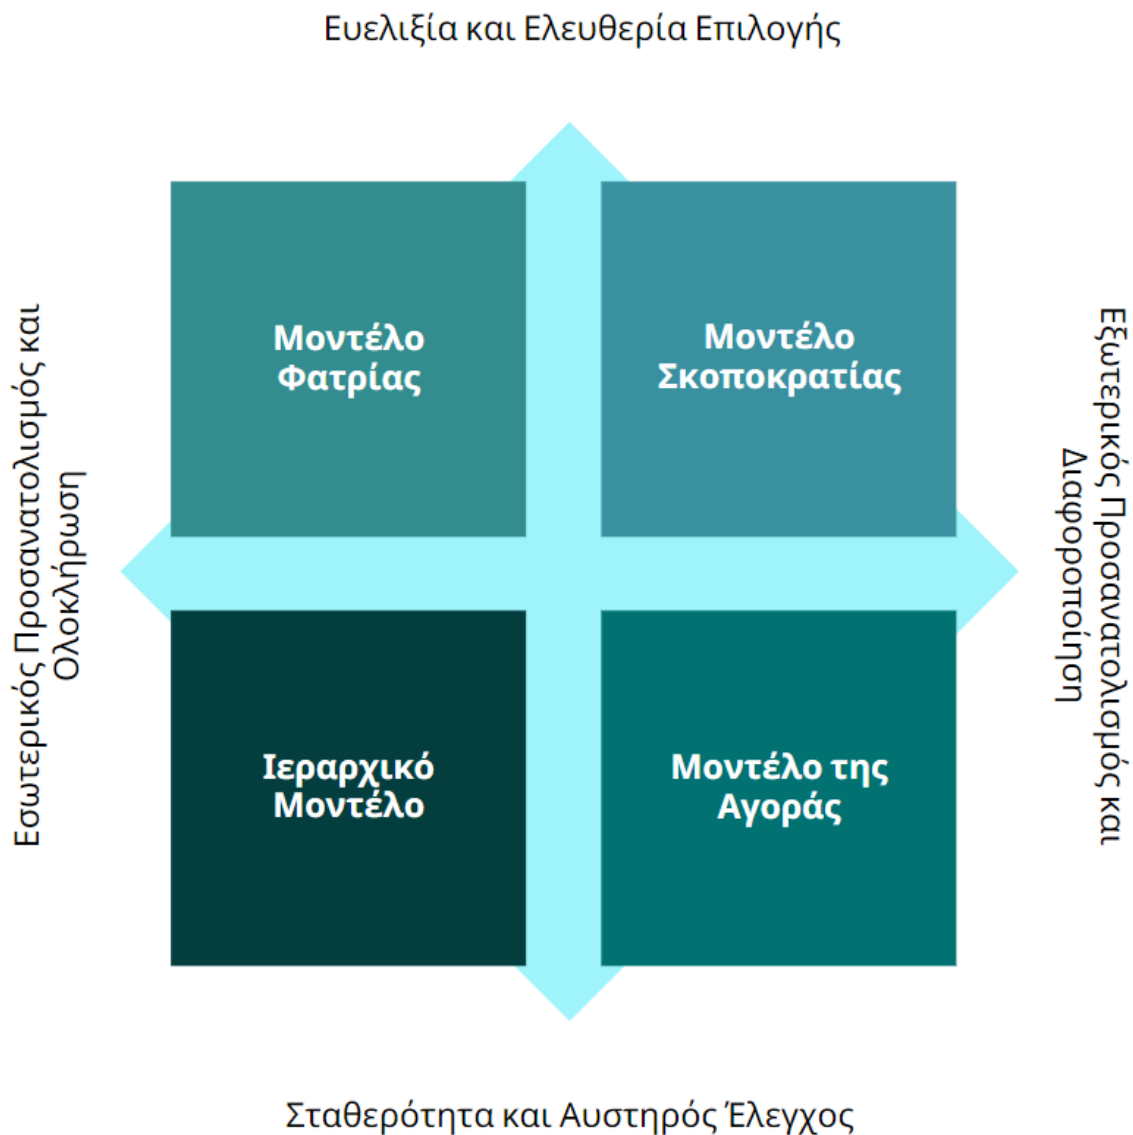 Ευελιξία και Ελευθερία Επιλογής
Εσωτερικός Προσανατολισμός και
Ολοκλήρωση
Μοντέλο
Φατρίας
Μοντέλο
Σκοποκρατίας
Εξωτερικός Προσανατολισμός και
Διαφοροποίηση
Ιεραρχικό
Μοντέλο
Μοντέλο της
Αγοράς
Σταθερότητα και Αυστηρός Έλεγχος